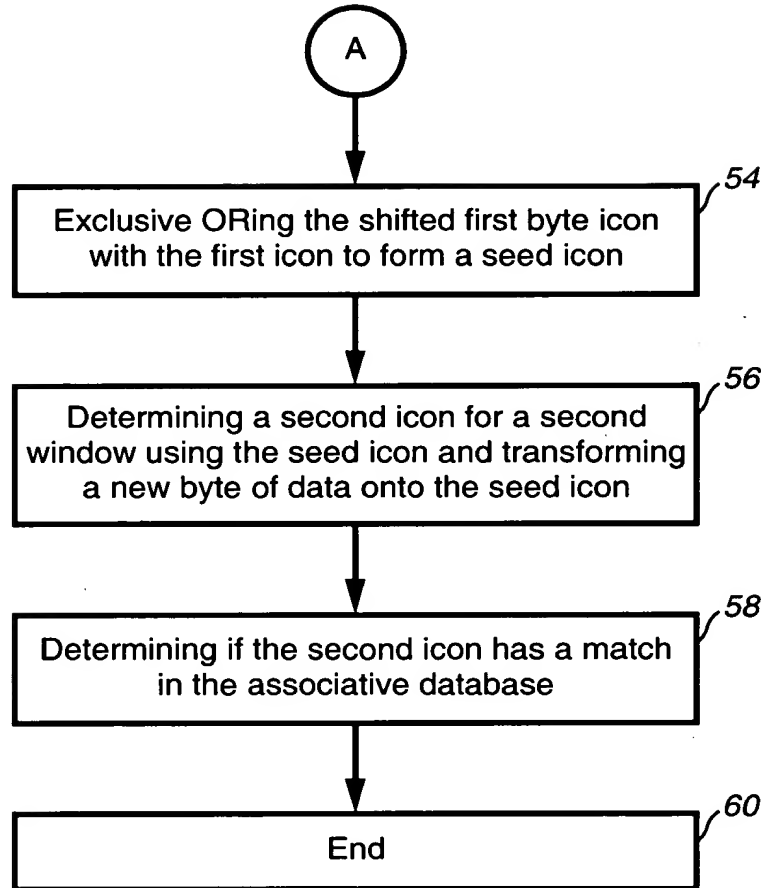 A
54
Exclusive ORing the shifted first byte icon
with the first icon to form a seed icon
56
Determining a second icon for a second
window using the seed icon and transforming
a new byte of data onto the seed icon
58
Determining if the second icon has a match
in the associative database
60
End